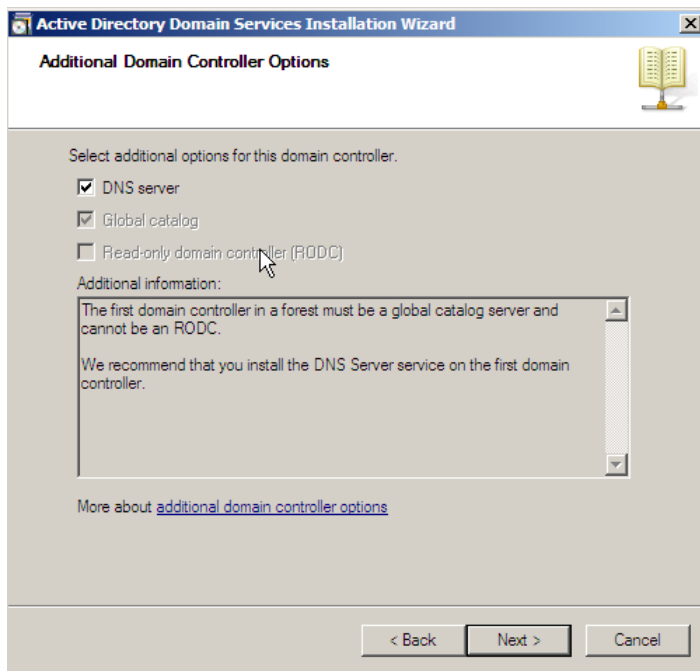 Active Directory Domain Services Installation Wizard
Additional Domain Controller Options
Select additional options for this domain controller.
DNS server
Global catalog
Read-only domain controller (RODC)
Additional information:
The first domain controller in a forest must be a global catalog server and
cannot be an RODC.
We recommend that you install the DNS Server service on the first domain
controller.
More about additional domain controller options
< Back
Next >
Cancel